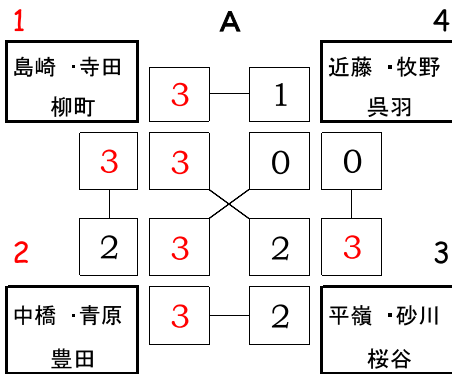 1 A 4
島崎・寺田 近藤・牧野
柳町 呉羽
3 1
3 3 0 0
2 3 2 3
2 3
中橋・青原 平嶺・砂川
豊田 桜谷
3 2